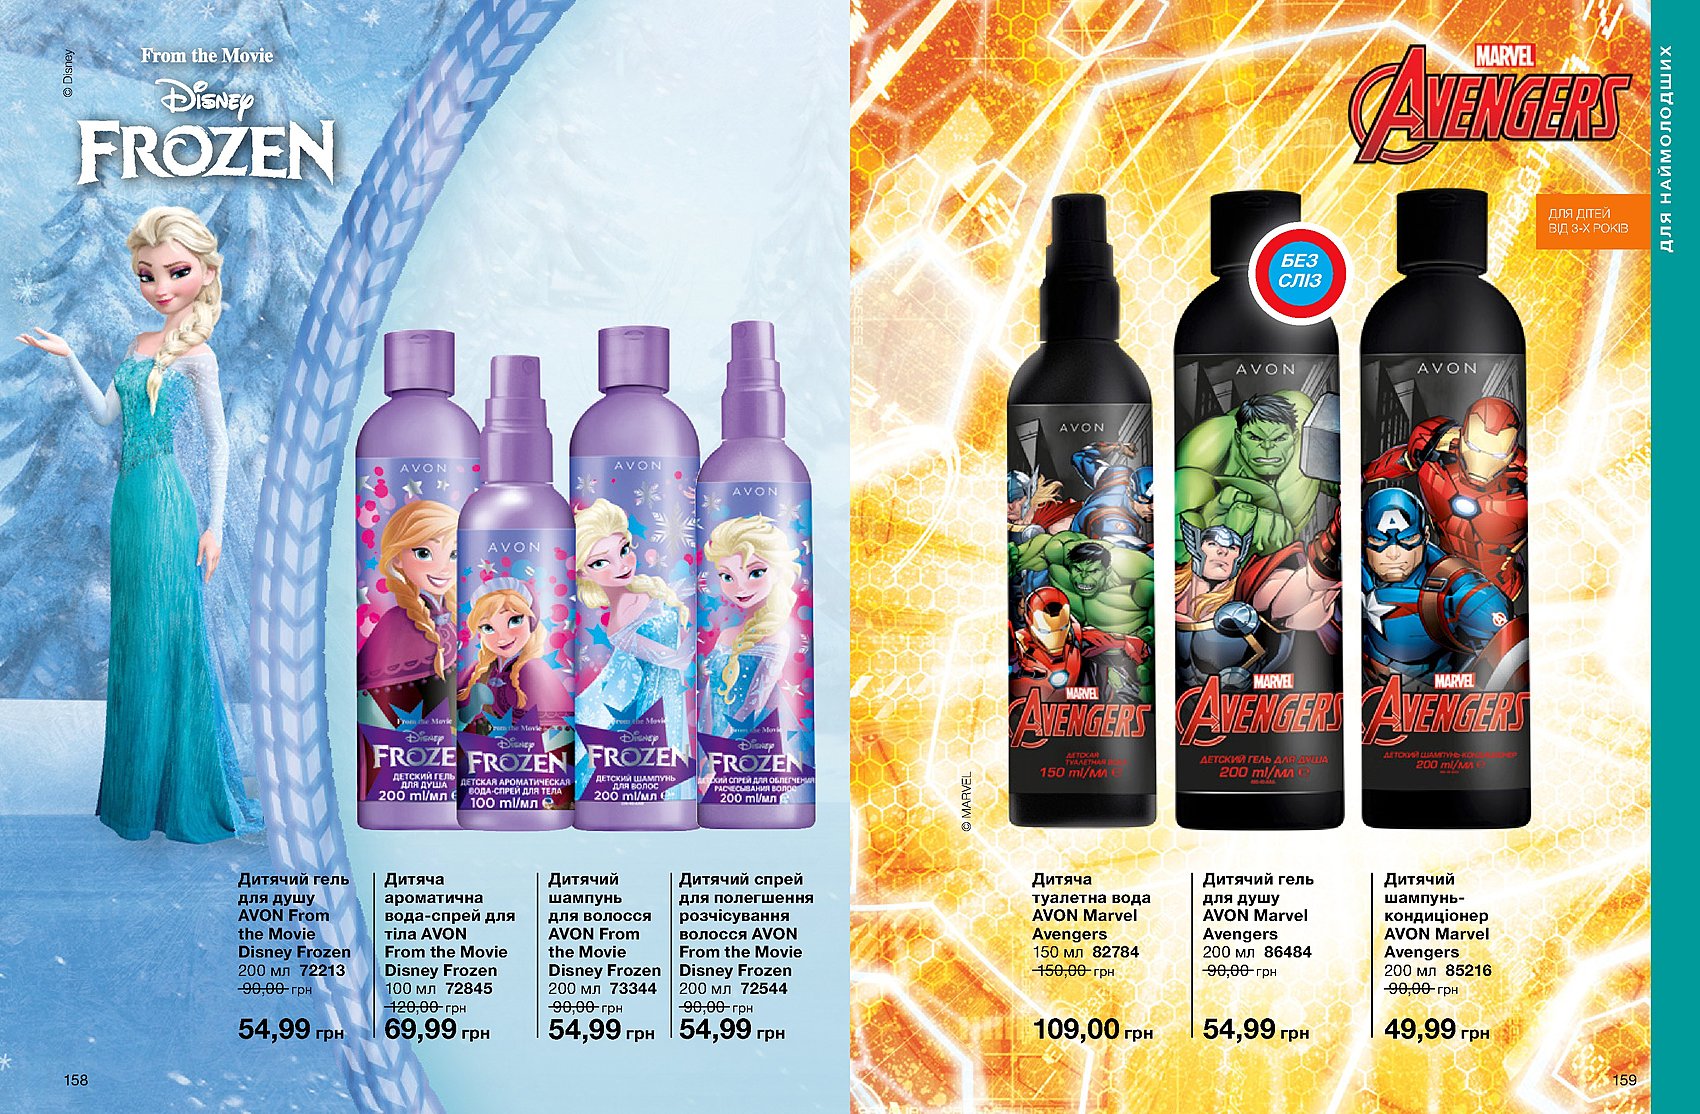 © Disney
From the Movie
Disney
FROZEN
AVON
From the Movie
Disney
FROZE
ДЕТСКИЙ ГЕЛЬ
ДЛЯ ДУША
200 ml/мл
AVON
From the Movie
Disney
FROZEN
ДЕТСКАЯ АРОМАТИЧЕСКАЯ
ВОДА-СПРЕЙ ДЛЯ ТЕЛА
100 ml/мл
AVON
From the Movie
Disney
FROZEN
ДЕТСКИЙ ШАМПУНЬ
ДЛЯ ВОЛОС
200 ml/мл e
AVON
Disney
FROZEN
СПРЕЙ ДЛЯ ОБЛЕГЧЕНИЯ
РАСЧЕСЫВАНИЯ ВОЛОС
200 ml/мл e
Дитячий гель
для душу
AVON From
the Movie
Disney Frozen
200 мл 72213
90,00 грн
54,99 грн
Дитяча
ароматична
вода-спрей для
тіла AVON
From the Movie
Disney Frozen
100 мл 72845
120,00 грн
69,99 грн
Дитячий
шампунь
для волосся
AVON From
the Movie
Disney Frozen
200 мл 73344
90,00 грн
54,99 грн
Дитячий спрей
для полегшення
розчісування
волосся AVON
From the Movie
Disney Frozen
200 мл 72544
90,00 грн
54,99 грн
158
MARVEL
AVENGERS
ДЛЯ НАЙМОЛОДШИХ
ДЛЯ ДІТЕЙ
ВІД 3-Х РОКІВ
БЕЗ
СЛІЗ
AVON
MARVEL
AVENGERS
ДЕТСКАЯ
ТУАЛЕТНАЯ ВОДА
150 ml/мл e
AVON
MARVEL
AVENGERS
ДЕТСКИЙ ГЕЛЬ ДЛЯ ДУША
200 ml/мл e
AVON
MARVEL
AVENGERS
ДЕТСКИЙ ШАМПУНЬ-КОНДИЦИОНЕР
200 ml/мл e
© MARVEL
Дитяча
туалетна вода
AVON Marvel
Avengers
150 мл 82784
150,00 грн
109,00 грн
Дитячий гель
для душу
AVON Marvel
Avengers
200 мл 86484
90,00 грн
54,99 грн
Дитячий
шампунь-
кондиціонер
AVON Marvel
Avengers
200 мл 85216
90,00 грн
49,99 грн
159